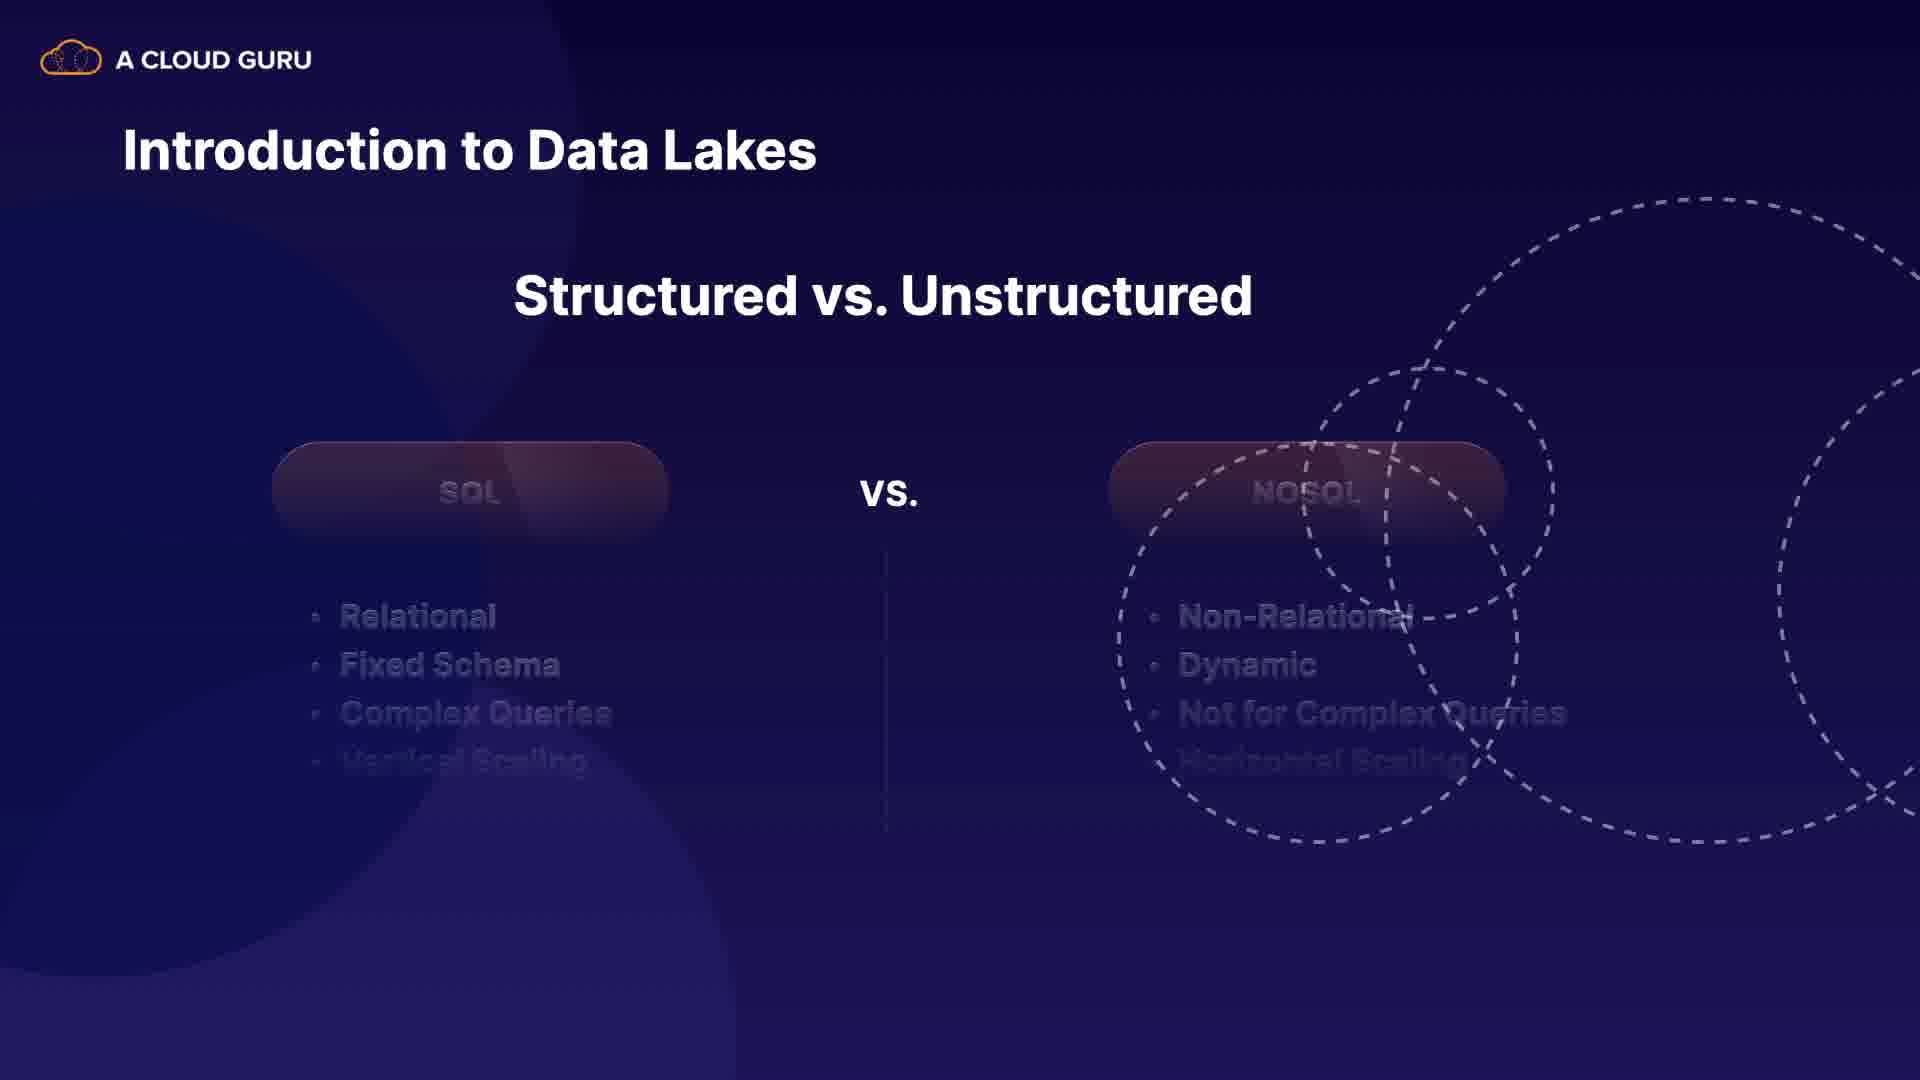 A CLOUD GURU
Introduction to Data Lakes
Structured vs. Unstructured
SQL
VS.
NOSQL
• Relational
• Fixed Schema
• Complex Queries
• Vertical Scaling
• Non-Relational
• Dynamic
• Not for Complex Queries
Horizontal Scaling